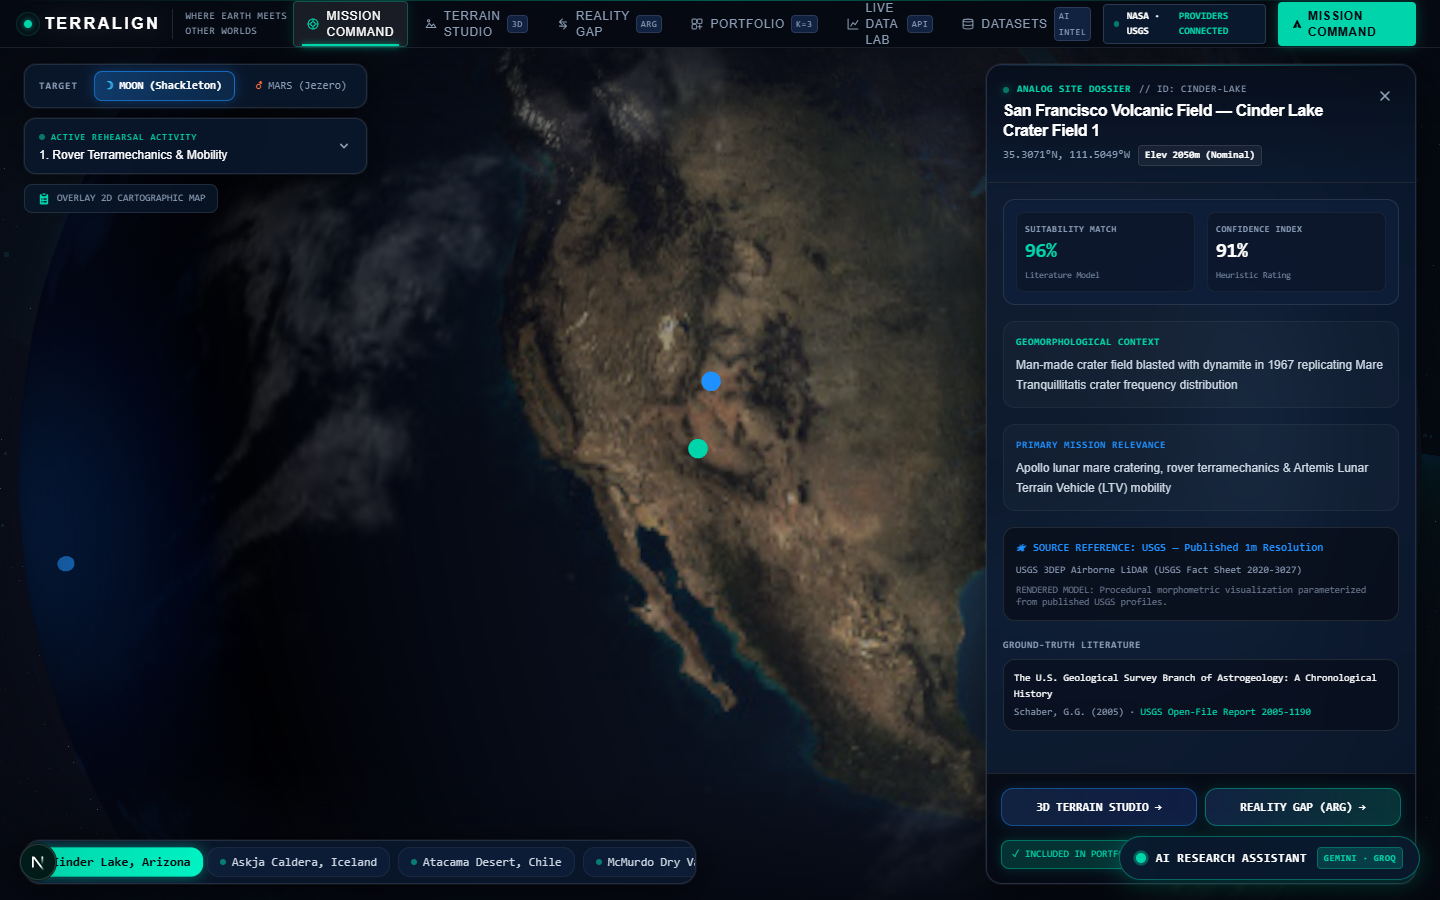 TERRALIGN
WHERE EARTH MEETS
OTHER WORLDS
MISSION
COMMAND
TERRAIN
STUDIO
3D
REALITY
GAP
ARG
PORTFOLIO
K=3
LIVE
DATA
LAB
API
DATASETS
AI
INTEL
NASA ·
USGS
PROVIDERS
CONNECTED
MISSION
COMMAND
TARGET
MOON (Shackleton)
MARS (Jezero)
ACTIVE REHEARSAL ACTIVITY
1. Rover Terramechanics & Mobility
OVERLAY 2D CARTOGRAPHIC MAP
ANALOG SITE DOSSIER // ID: CINDER-LAKE
San Francisco Volcanic Field — Cinder Lake
Crater Field 1
35.3071°N, 111.5049°W
Elev 2050m (Nominal)
SUITABILITY MATCH
96%
Literature Model
CONFIDENCE INDEX
91%
Heuristic Rating
GEOMORPHOLOGICAL CONTEXT
Man-made crater field blasted with dynamite in 1967 replicating Mare
Tranquillitatis crater frequency distribution
PRIMARY MISSION RELEVANCE
Apollo lunar mare cratering, rover terramechanics & Artemis Lunar
Terrain Vehicle (LTV) mobility
SOURCE REFERENCE: USGS — Published 1m Resolution
USGS 3DEP Airborne LiDAR (USGS Fact Sheet 2020-3027)
RENDERED MODEL: Procedural morphometric visualization parameterized
from published USGS profiles.
GROUND-TRUTH LITERATURE
The U.S. Geological Survey Branch of Astrogeology: A Chronological
History
Schaber, G.G. (2005) · USGS Open-File Report 2005-1190
3D TERRAIN STUDIO →
REALITY GAP (ARG) →
✓ INCLUDED IN PORTF
AI RESEARCH ASSISTANT
GEMINI · GROQ
N
Cinder Lake, Arizona
Askja Caldera, Iceland
Atacama Desert, Chile
McMurdo Dry Va